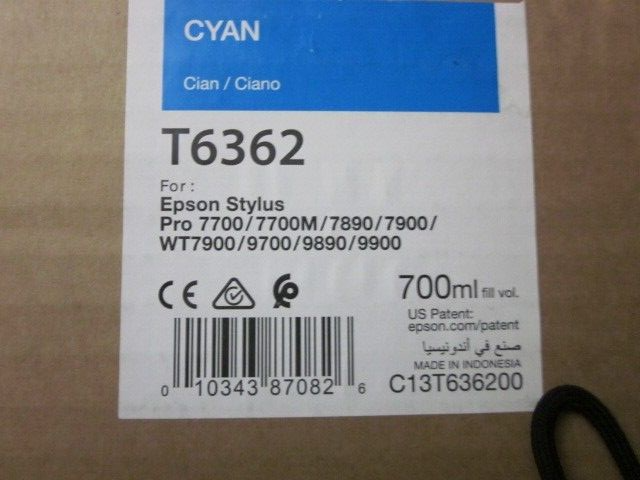 CYAN
Cian / Ciano
T6362
For :
Epson Stylus
Pro 7700/7700M/7890/7900/
WT7900/9700/9890/9900
CE
700ml fill vol.
US Patent:
epson.com/patent
صنع في أندونيسيا
MADE IN INDONESIA
C13T636200
0 10343 87082 6